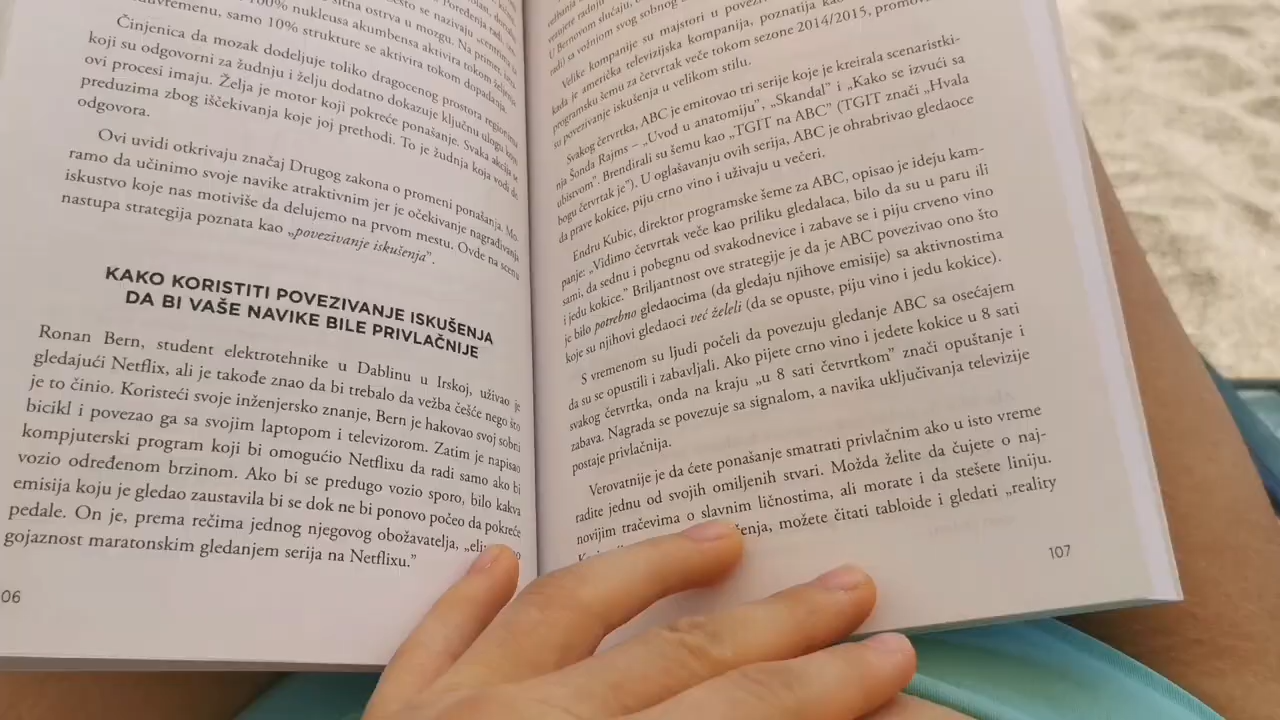 100% nukleusa akumbensa aktivira tokom željenja.
samo 10% strukture se aktivira tokom dopadanja.
Činjenica da mozak dodeljuje toliko dragocenog prostora regionima
koji su odgovorni za žudnju i želju dodatno dokazuje ključnu ulogu koju
ovi procesi imaju. Želja je motor koji pokreće ponašanje. Svaka akcija se
preduzima zbog iščekivanja koje joj prethodi. To je žudnja koja vodi do
odgovora.
Ovi uvidi otkrivaju značaj Drugog zakona o promeni ponašanja. Mo-
ramo da učinimo svoje navike atraktivnim jer je očekivanje nagrađivanja
iskustvo koje nas motiviše da delujemo na prvom mestu. Ovde na scenu
nastupa strategija poznata kao „povezivanje iskušenja”.
KAKO KORISTITI POVEZIVANJE ISKUŠENJA
DA BI VAŠE NAVIKE BILE PRIVLAČNIJE
Ronan Bern, student elektrotehnike u Dablinu u Irskoj, uživao je
gledajući Netflix, ali je takođe znao da bi trebalo da vežba češće nego što
je to činio. Koristeći svoje inženjersko znanje, Bern je hakovao svoj sobni
bicikl i povezao ga sa svojim laptopom i televizorom. Zatim je napisao
kompjuterski program koji bi omogućio Netflixu da radi samo ako bi
vozio određenom brzinom. Ako bi se predugo vozio sporo, bilo kakva
emisija koju je gledao zaustavila bi se dok ne bi ponovo počeo da pokreće
pedale. On je, prema rečima jednog njegovog obožavatelja,
gojaznost maratonskim gledanjem serija na Netflixu.”
06
U Bernovom slučaju,
radi) sa vožnjom svog sobnog
Velike kompanije su majstori u
kada je američka televizijska kompanija, poznatija kao
programsku šemu za četvrtak veče tokom sezone 2014/2015,
su povezivanje iskušenja u velikom stilu.
Svakog četvrtka, ABC je emitovao tri serije koje je kreirala scenaristki-
nja Šonda Rajms – „Uvod u anatomiju”, „Skandal” i „Kako se izvući sa
ubistvom”. Brendirali su šemu kao „TGIT na ABC” (TGIT znači „Hvala
bogu četvrtak je”). U oglašavanju ovih serija, ABC je ohrabrivao gledaoce
da prave kokice, piju crno vino i uživaju u večeri.
Endru Kubic, direktor programske šeme za ABC, opisao je ideju kam-
panje: „Vidimo četvrtak veče kao priliku gledalaca, bilo da su u paru ili
sami, da sednu i pobegnu od svakodnevice i zabave se i piju crveno vino
i jedu kokice.” Briljantnost ove strategije je da je ABC povezivao ono što
je bilo potrebno gledaocima (da gledaju njihove emisije) sa aktivnostima
koje su njihovi gledaoci već želeli (da se opuste, piju vino i jedu kokice).
S vremenom su ljudi počeli da povezuju gledanje ABC sa osećajem
da su se opustili i zabavljali. Ako pijete crno vino i jedete kokice u 8 sati
svakog četvrtka, onda na kraju „u 8 sati četvrtkom” znači opuštanje i
zabava. Nagrada se povezuje sa signalom, a navika uključivanja televizije
postaje privlačnija.
Verovatnije je da ćete ponašanje smatrati privlačnim ako u isto vreme
radite jednu od svojih omiljenih stvari. Možda želite da čujete o naj-
novijim tračevima o slavnim ličnostima, ali morate i da stešete liniju.
možete čitati tabloide i gledati „reality
107